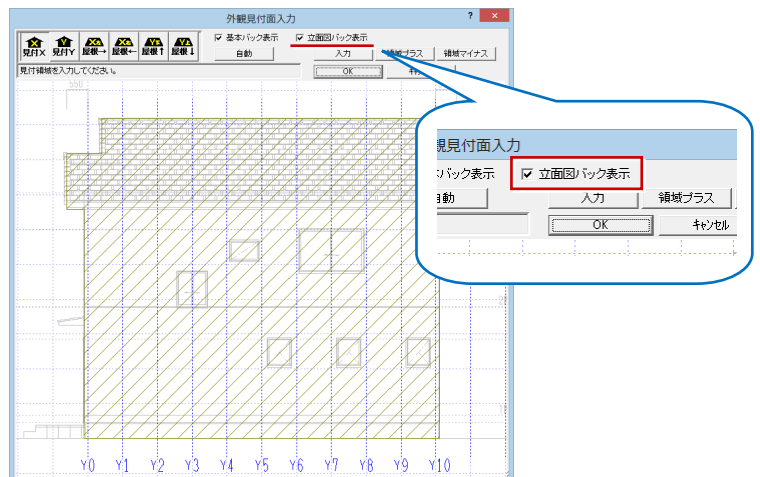 外観見付面入力
? ×
見付X 見付Y 屋根→ 屋根← 屋根↑ 屋根↓
基本バック表示 立面図バック表示
自動 入力 領域プラス 領域マイナス
見付領域を入力してください。
OK
550
観見付面入力
バック表示 立面図バック表示
自動 入力 領域プラス
OK キャンセル
Y0 Y1 Y2 Y3 Y4 Y5 Y6 Y7 Y8 Y9 Y10